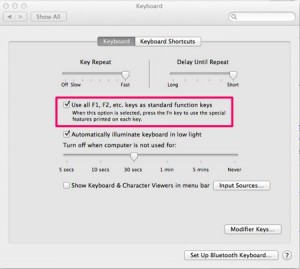 Keyboard
Show All
Keyboard Keyboard Shortcuts
Key Repeat Delay Until Repeat
Off Slow Fast Long Short
Use all F1, F2, etc. keys as standard function keys
When this option is selected, press the Fn key to use the special
features printed on each key.
Automatically illuminate keyboard in low light
Turn off when computer is not used for:
5 secs 10 secs 30 secs 1 min 5 mins Never
Show Keyboard & Character Viewers in menu bar Input Sources...
Modifier Keys...
Set Up Bluetooth Keyboard... ?